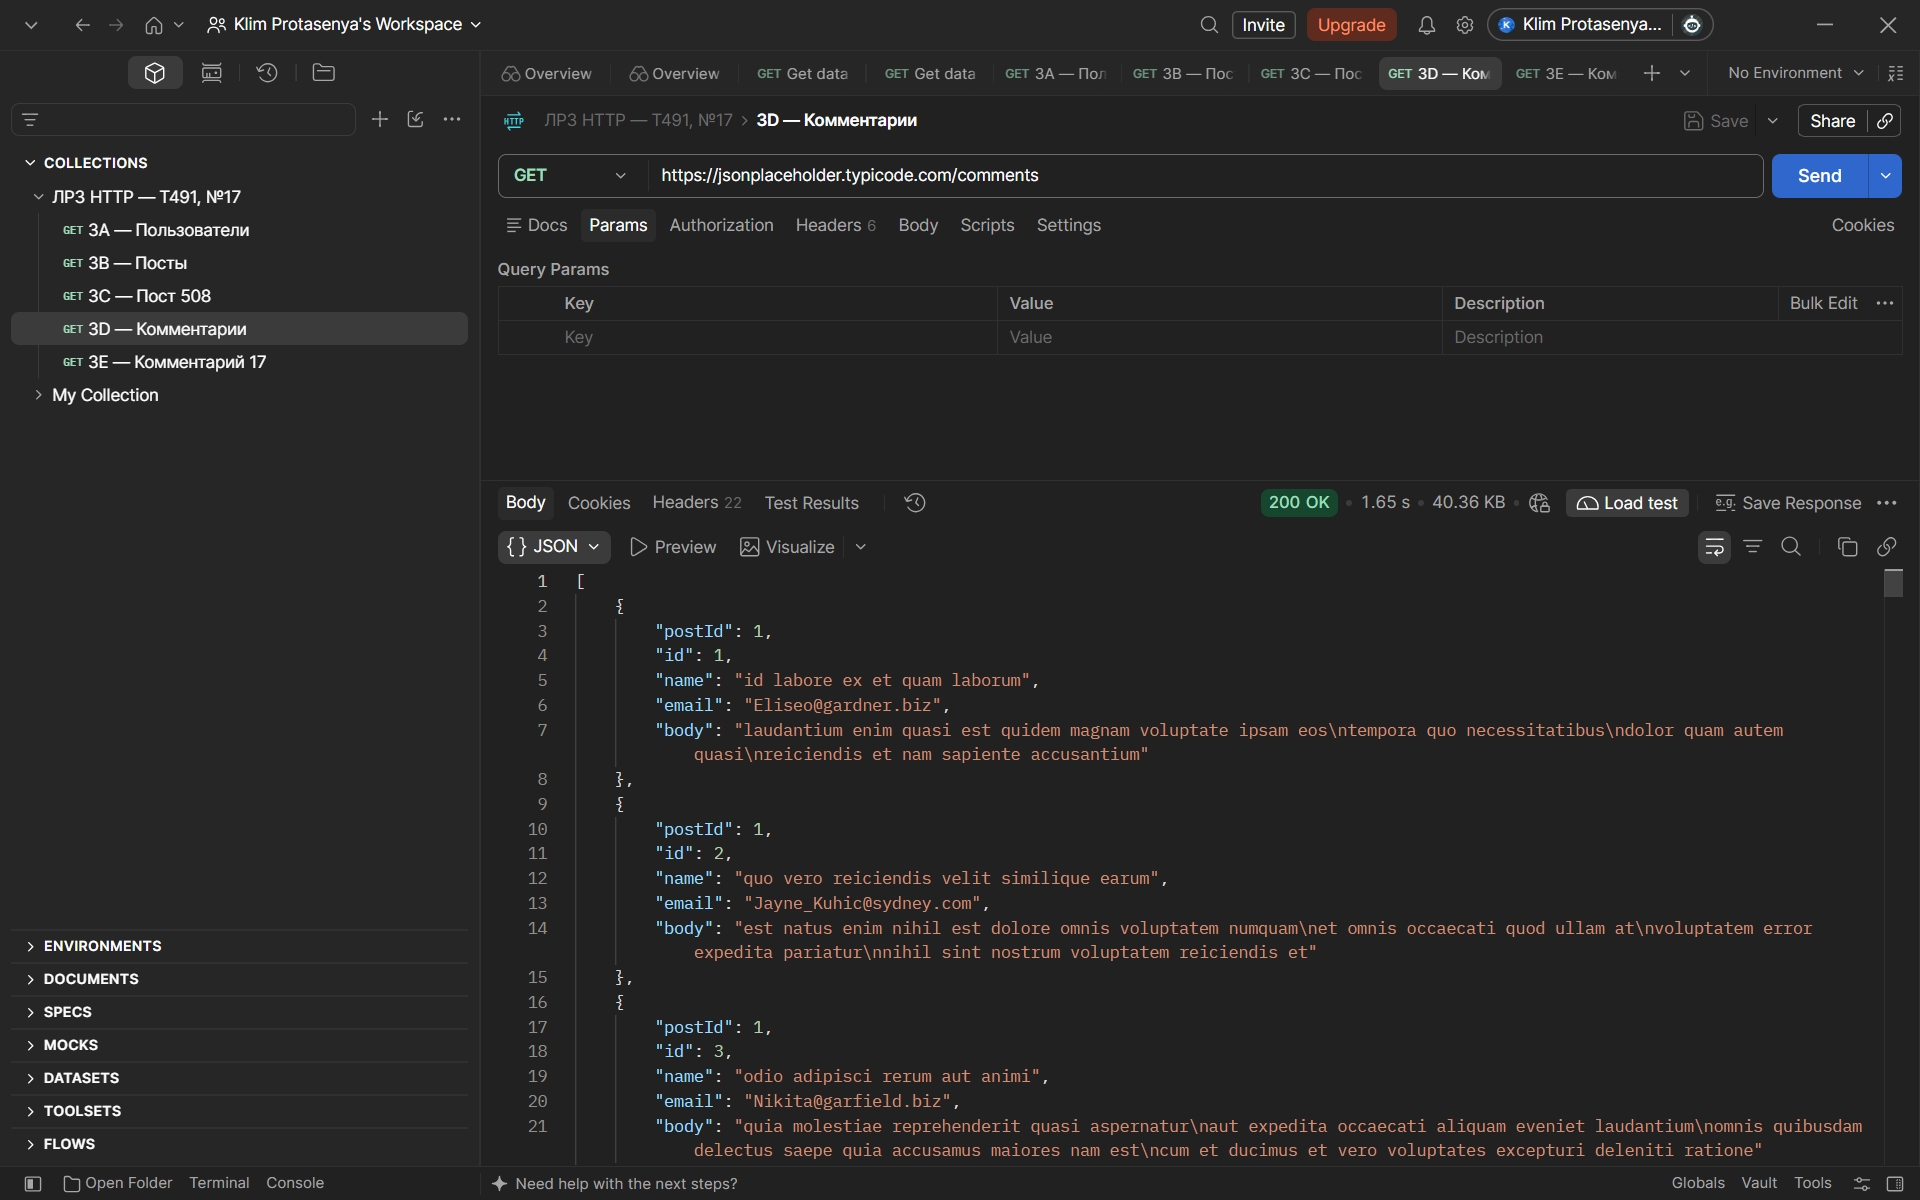 Klim Protasenya's Workspace
Invite
Upgrade
Klim Protasenya...
Overview
Overview
GET Get data
GET Get data
GET 3A — Пол
GET 3B — Пос
GET 3C — Пос
GET 3D — Ком
GET 3E — Ком
No Environment
HTTP ЛР3 HTTP — Т491, №17 > 3D — Комментарии
Save
Share
COLLECTIONS
ЛР3 HTTP — Т491, №17
GET 3A — Пользователи
GET 3B — Посты
GET 3C — Пост 508
GET 3D — Комментарии
GET 3E — Комментарий 17
My Collection
GET
https://jsonplaceholder.typicode.com/comments
Send
Docs Params Authorization Headers 6 Body Scripts Settings
Cookies
Query Params
Key Value Description Bulk Edit
Key Value Description
Body Cookies Headers 22 Test Results
200 OK • 1.65 s • 40.36 KB
Load test
e.g. Save Response
{} JSON
Preview
Visualize
1 [
2 {
3 "postId": 1,
4 "id": 1,
5 "name": "id labore ex et quam laborum",
6 "email": "Eliseo@gardner.biz",
7 "body": "laudantium enim quasi est quidem magnam voluptate ipsam eos\ntempora quo necessitatibus\ndolor quam autem
quasi\nreiciendis et nam sapiente accusantium"
8 },
9 {
10 "postId": 1,
11 "id": 2,
12 "name": "quo vero reiciendis velit similique earum",
13 "email": "Jayne_Kuhic@sydney.com",
14 "body": "est natus enim nihil est dolore omnis voluptatem numquam\net omnis occaecati quod ullam at\nvoluptatem error
expedita pariatur\nnihil sint nostrum voluptatem reiciendis et"
15 },
16 {
17 "postId": 1,
18 "id": 3,
19 "name": "odio adipisci rerum aut animi",
20 "email": "Nikita@garfield.biz",
21 "body": "quia molestiae reprehenderit quasi aspernatur\naut expedita occaecati aliquam eveniet laudantium\nomnis quibusdam
delectus saepe quia accusamus maiores nam est\ncum et ducimus et vero voluptates excepturi deleniti ratione"
ENVIRONMENTS
DOCUMENTS
SPECS
MOCKS
DATASETS
TOOLSETS
FLOWS
Open Folder Terminal Console
Need help with the next steps?
Globals Vault Tools